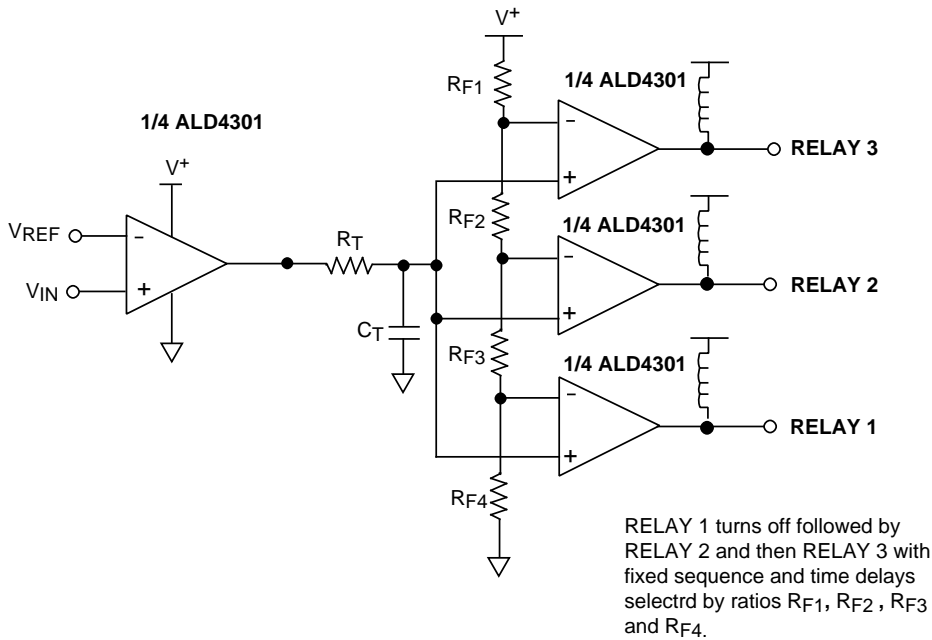 V+
RF1
1/4 ALD4301
1/4 ALD4301
V+
−
+
RELAY 3
VREF
−
VIN
+
RT
RF2
1/4 ALD4301
−
+
RELAY 2
CT
RF3
1/4 ALD4301
−
+
RELAY 1
RF4
RELAY 1 turns off followed by
RELAY 2 and then RELAY 3 with
fixed sequence and time delays
selectrd by ratios RF1, RF2 , RF3
and RF4.